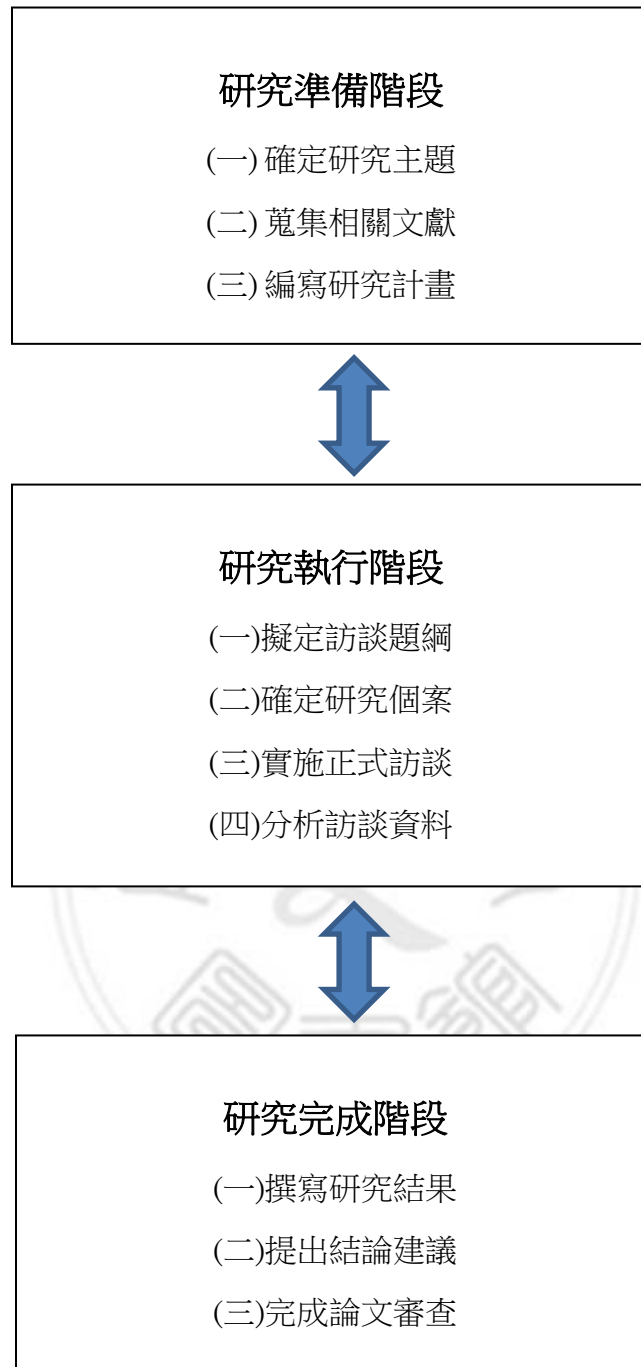 研究準備階段
(一) 確定研究主題
(二) 蒐集相關文獻
(三) 編寫研究計畫
研究執行階段
(一)擬定訪談題綱
(二)確定研究個案
(三)實施正式訪談
(四)分析訪談資料
研究完成階段
(一)撰寫研究結果
(二)提出結論建議
(三)完成論文審查